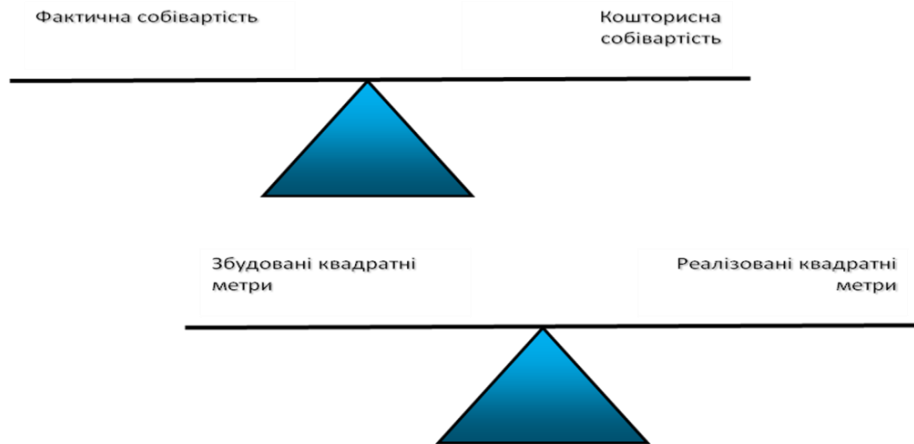 Фактична собівартість
Кошторисна
собівартість
Збудовані квадратні
метри
Реалізовані квадратні
метри